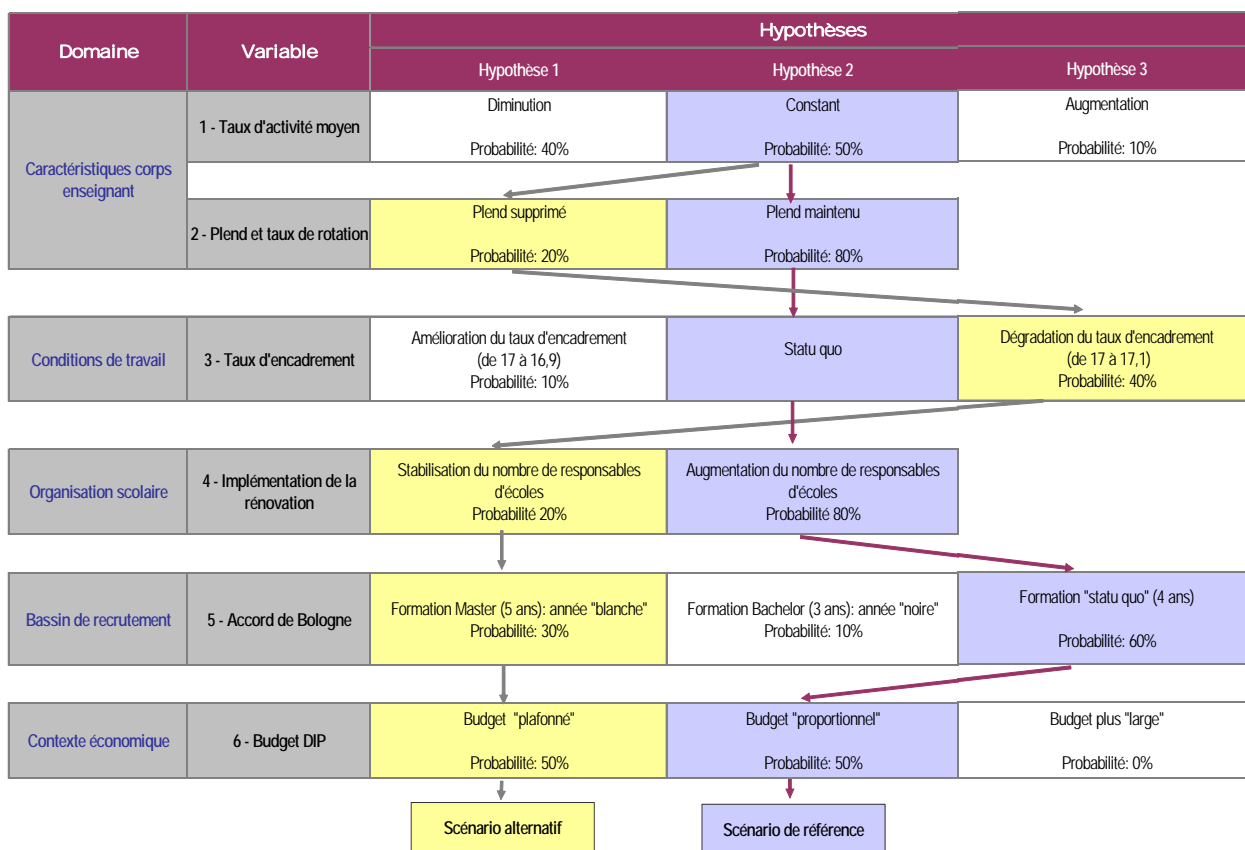 Domaine
Variable
Hypothèses
Hypothèse 1
Hypothèse 2
Hypothèse 3
Caractéristiques corps
enseignant
1 - Taux d'activité moyen
Diminution
Probabilité: 40%
Constant
Probabilité: 50%
Augmentation
Probabilité: 10%
2 - Plend et taux de rotation
Plend supprimé
Probabilité: 20%
Plend maintenu
Probabilité: 80%
Conditions de travail
3 - Taux d'encadrement
Amélioration du taux d'encadrement
(de 17 à 16,9)
Probabilité: 10%
Statu quo
Dégradation du taux d'encadrement
(de 17 à 17,1)
Probabilité: 40%
Organisation scolaire
4 - Implémentation de la
rénovation
Stabilisation du nombre de responsables
d'écoles
Probabilité 20%
Augmentation du nombre de responsables
d'écoles
Probabilité 80%
Bassin de recrutement
5 - Accord de Bologne
Formation Master (5 ans): année "blanche"
Probabilité: 30%
Formation Bachelor (3 ans): année "noire"
Probabilité: 10%
Formation "statu quo" (4 ans)
Probabilité: 60%
Contexte économique
6 - Budget DIP
Budget "plafonné"
Probabilité: 50%
Budget "proportionnel"
Probabilité: 50%
Budget plus "large"
Probabilité: 0%
Scénario alternatif
Scénario de référence